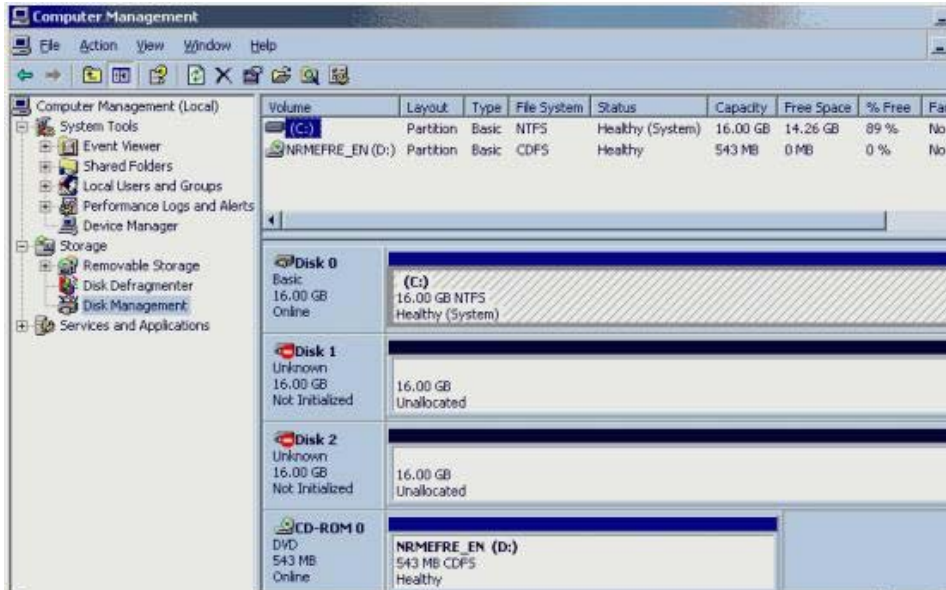 Computer Management
File Action View Window Help
Computer Management (Local)
System Tools
Event Viewer
Shared Folders
Local Users and Groups
Performance Logs and Alerts
Device Manager
Storage
Removable Storage
Disk Defragmenter
Disk Management
Services and Applications
Volume Layout Type File System Status Capacity Free Space % Free Fau
(C:) Partition Basic NTFS Healthy (System) 16.00 GB 14.26 GB 89 % No
NRMEFRE_EN (D:) Partition Basic CDFS Healthy 543 MB 0 MB 0 % No
Disk 0
Basic
16.00 GB
Online
(C:)
16.00 GB NTFS
Healthy (System)
Disk 1
Unknown
16.00 GB
Not Initialized
16.00 GB
Unallocated
Disk 2
Unknown
16.00 GB
Not Initialized
16.00 GB
Unallocated
CD-ROM 0
DVD
543 MB
Online
NRMEFRE_EN (D:)
543 MB CDFS
Healthy